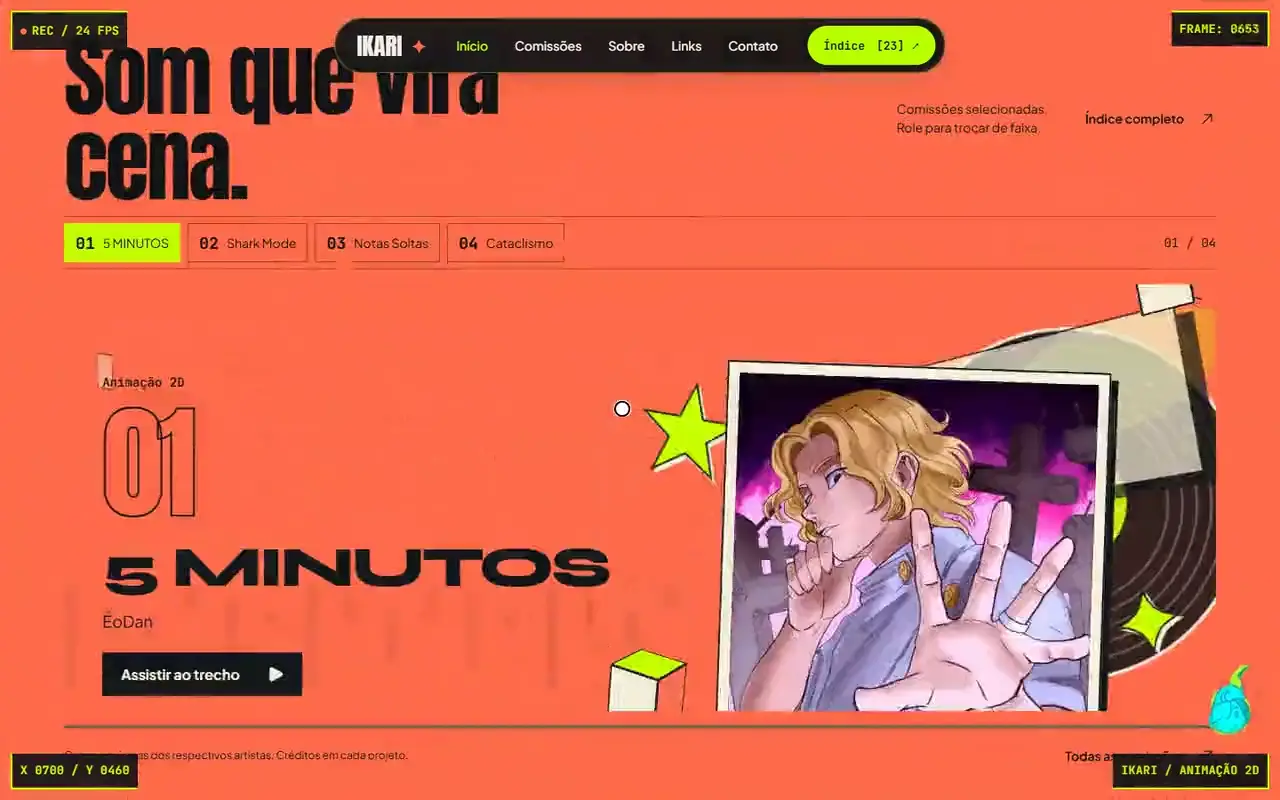 REC / 24 FPS
IKARI
Início
Comissões
Sobre
Links
Contato
Índice [23] ↗
FRAME: 0653
Som que vira
cena.
Comissões selecionadas.
Role para trocar de faixa.
Índice completo
01 5 MINUTOS
02 Shark Mode
03 Notas Soltas
04 Cataclismo
01 / 04
Animação 2D
01
5 MINUTOS
ÉoDan
Assistir ao trecho
dos respectivos artistas. Créditos em cada projeto.
Todas as
X 0700 / Y 0460
IKARI / ANIMAÇÃO 2D